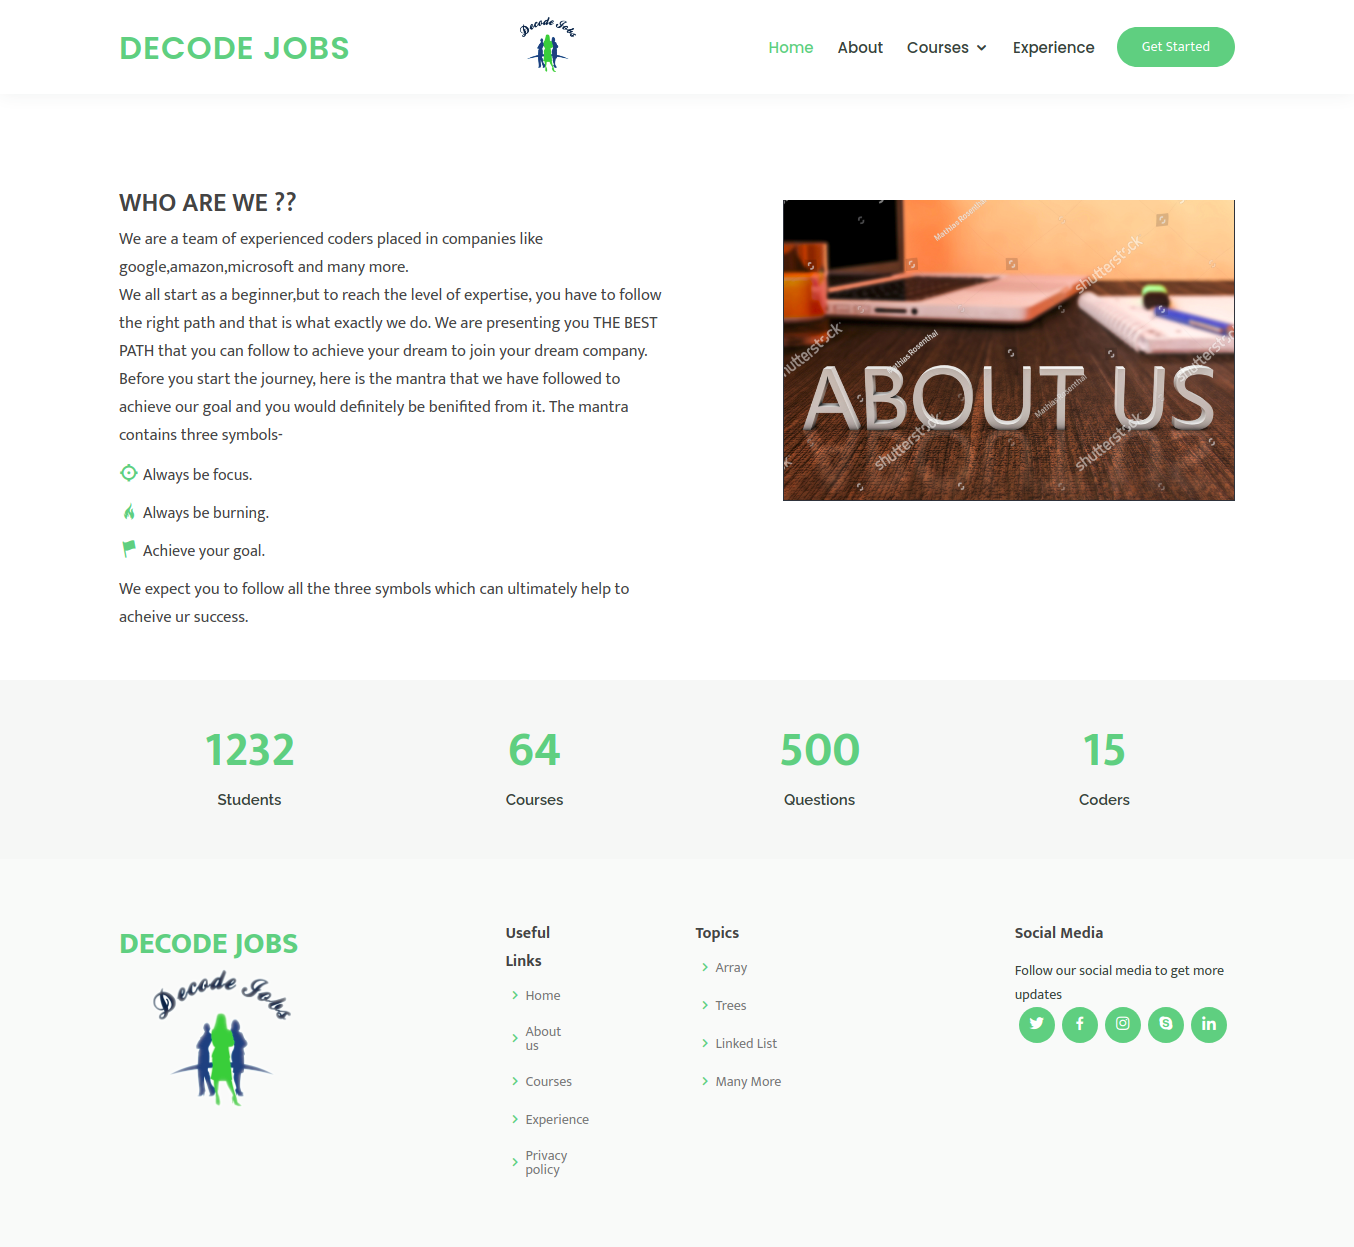 DECODE JOBS
Decode Jobs
Home
About
Courses
Experience
Get Started
WHO ARE WE ??
We are a team of experienced coders placed in companies like
google,amazon,microsoft and many more.
We all start as a beginner,but to reach the level of expertise, you have to follow
the right path and that is what exactly we do. We are presenting you THE BEST
PATH that you can follow to achieve your dream to join your dream company.
Before you start the journey, here is the mantra that we have followed to
achieve our goal and you would definitely be benifited from it. The mantra
contains three symbols-
Always be focus.
Always be burning.
Achieve your goal.
We expect you to follow all the three symbols which can ultimately help to
acheive ur success.
Mathias Rosenthal
shutterstock
shutterstock
Mathias Rosenthal
shutterstock
Mathias Rosenthal
ABOUT US
shutterstock
shutterstock
1232
Students
64
Courses
500
Questions
15
Coders
DECODE JOBS
Decode Jobs
Useful
Links
Home
About
us
Courses
Experience
Privacy
policy
Topics
Array
Trees
Linked List
Many More
Social Media
Follow our social media to get more
updates